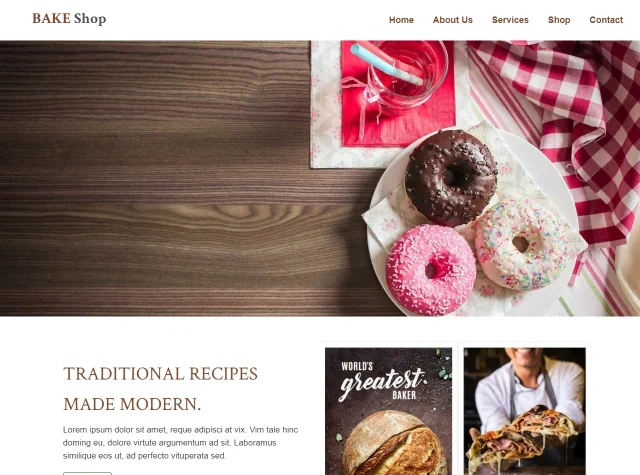 BAKE Shop
Home About Us Services Shop Contact
TRADITIONAL RECIPES
MADE MODERN.
Lorem ipsum dolor sit amet, reque adipisci at vix. Vim tale hinc
doming eu, dolore virtute argumentum ad sit. Laboramus
similique eos ut, ad perfecto vituperata sed.
WORLD'S
greatest
BAKER